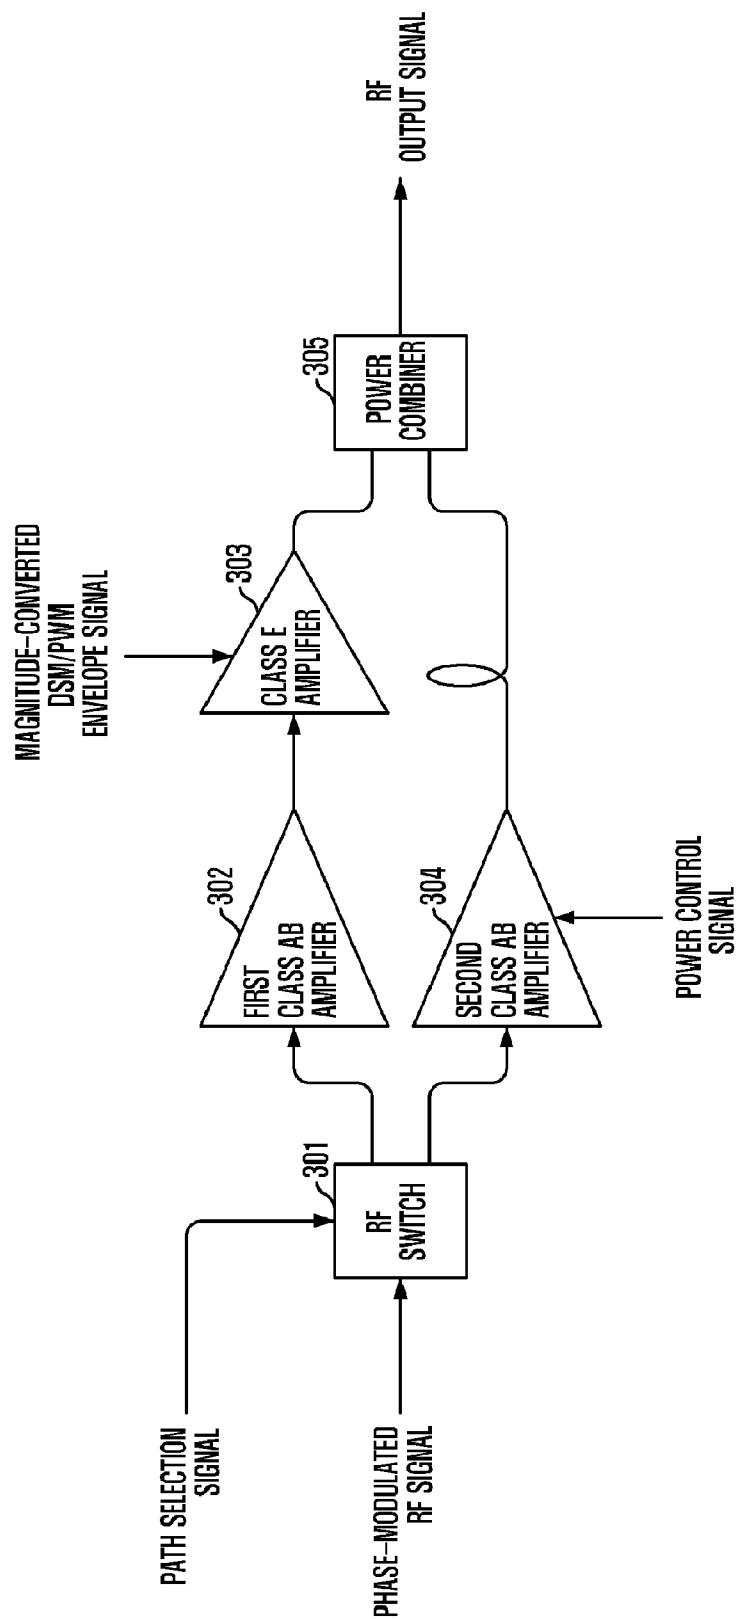 PATH SELECTION
SIGNAL
PHASE-MODULATED
RF SIGNAL
301
RF
SWITCH
302
FIRST
CLASS AB
AMPLIFIER
304
SECOND
CLASS AB
AMPLIFIER
POWER CONTROL
SIGNAL
MAGNITUDE-CONVERTED
DSM/PWM
ENVELOPE SIGNAL
303
CLASS E
AMPLIFIER
305
POWER
COMBINER
RF
OUTPUT SIGNAL